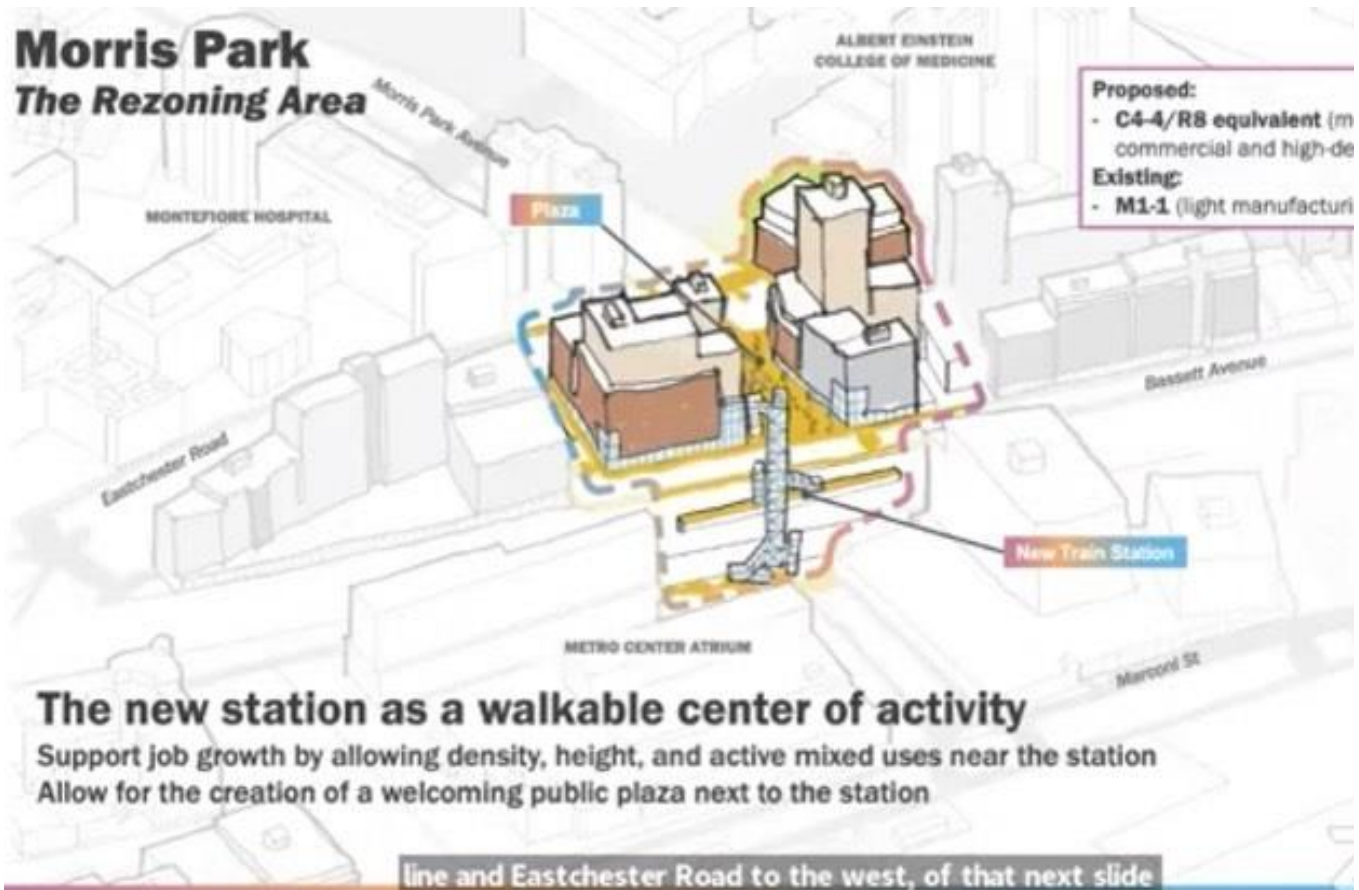 Morris Park
The Rezoning Area
Morris Park Avenue
ALBERT EINSTEIN
COLLEGE OF MEDICINE
Proposed:
- C4-4/R8 equivalent (m
commercial and high-de
Existing:
- M1-1 (light manufacturi
MONTEFIORE HOSPITAL
Plaza
Bassett Avenue
Eastchester Road
New Train Station
METRO CENTER ATRIUM
Marconi St
The new station as a walkable center of activity
Support job growth by allowing density, height, and active mixed uses near the station
Allow for the creation of a welcoming public plaza next to the station
line and Eastchester Road to the west, of that next slide